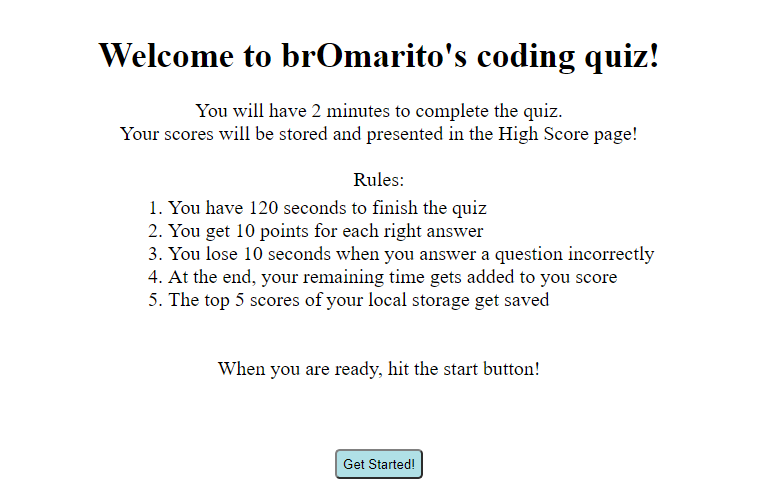 Welcome to brOmarito's coding quiz!
You will have 2 minutes to complete the quiz.
Your scores will be stored and presented in the High Score page!
Rules:
1. You have 120 seconds to finish the quiz
2. You get 10 points for each right answer
3. You lose 10 seconds when you answer a question incorrectly
4. At the end, your remaining time gets added to you score
5. The top 5 scores of your local storage get saved
When you are ready, hit the start button!
Get Started!